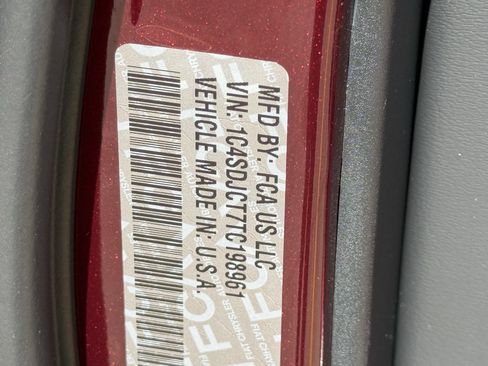 MFD BY: FCA US LLC
VIN: 1C4SDJCT7TC198961
VEHICLE MADE IN: U.S.A.